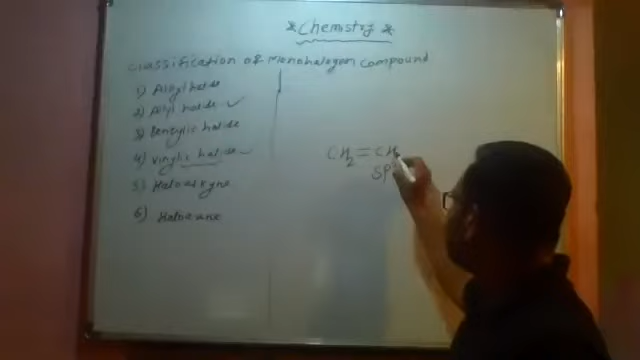 *Chemistry*
Classification of Monohalogen Compound
1) Alkyl halide
2) Allyl halide ✓
3) Benzylic halide
4) Vinylic halide ✓
5) Haloalkyne
6) Haloarene
CH2=CH
SP